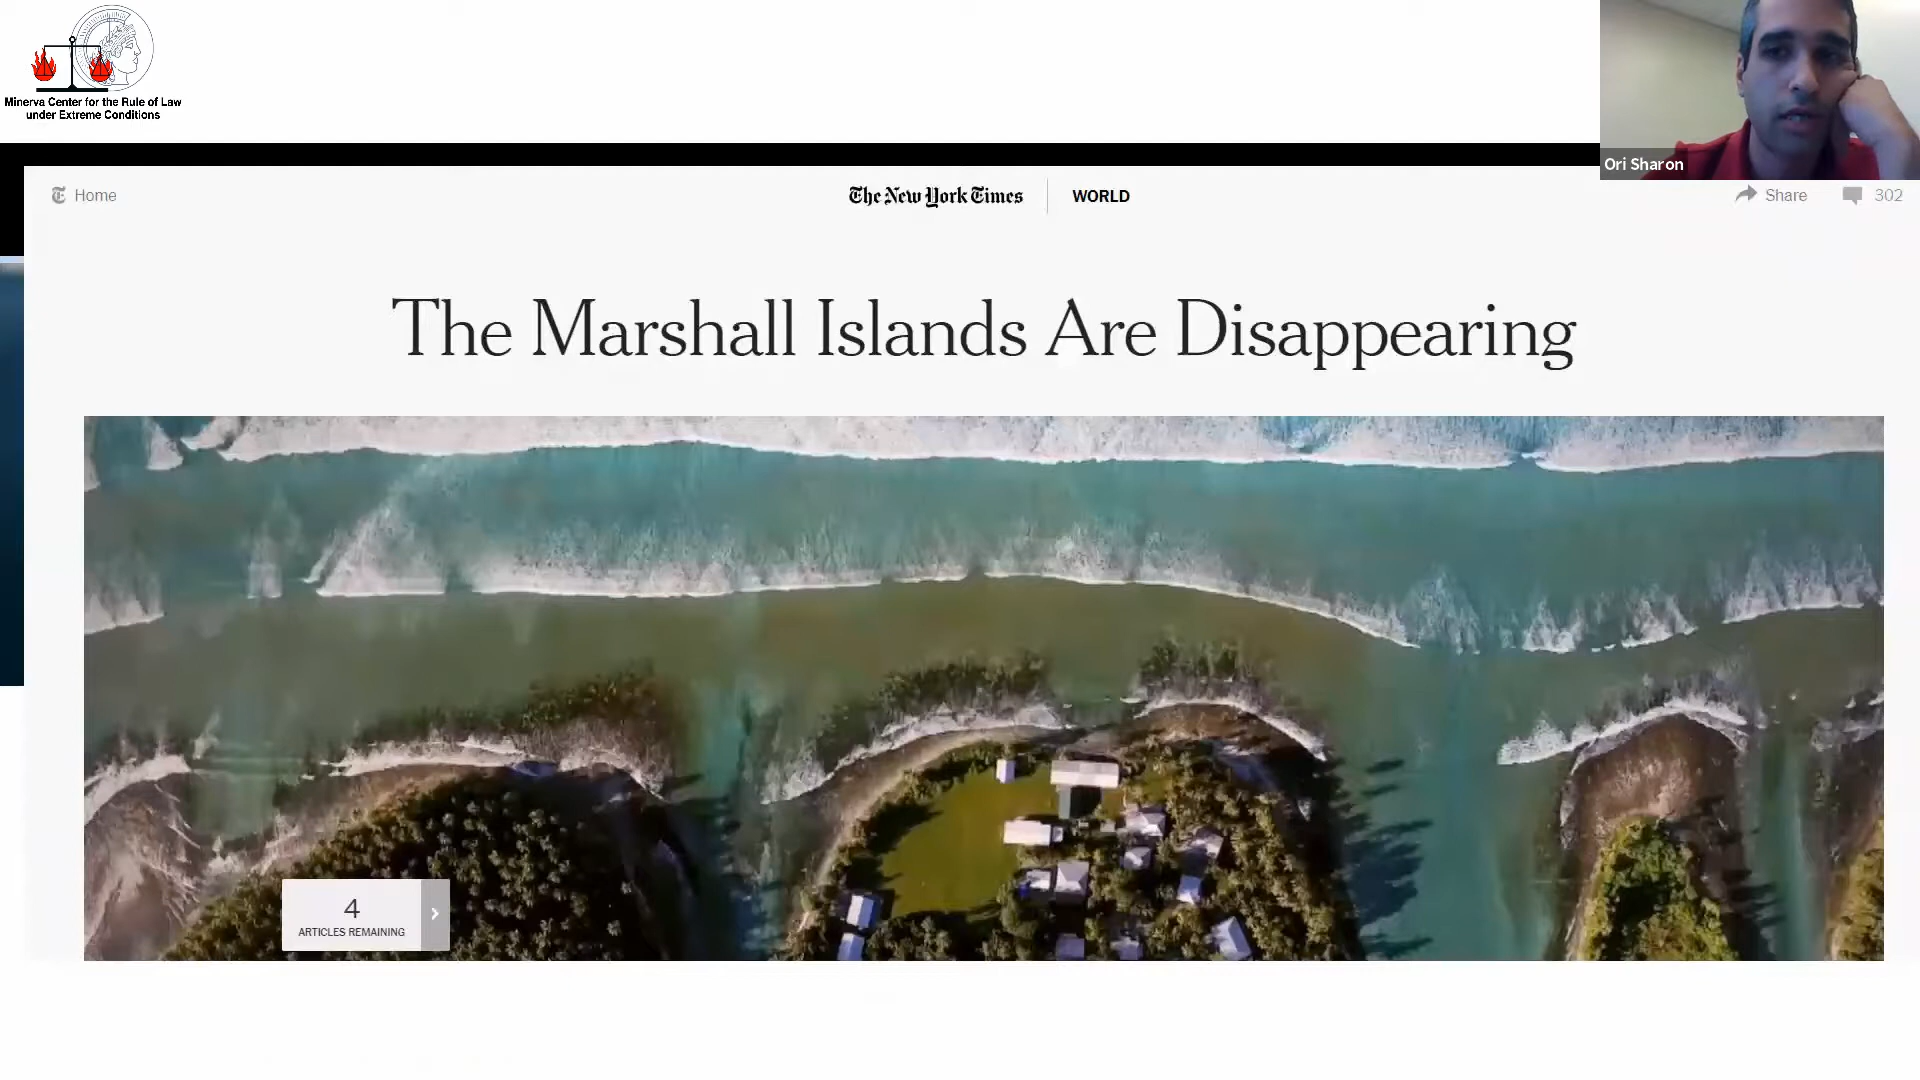 Minerva Center for the Rule of Law
under Extreme Conditions
Ori Sharon
Home
The New York Times
WORLD
Share
302
The Marshall Islands Are Disappearing
4
ARTICLES REMAINING